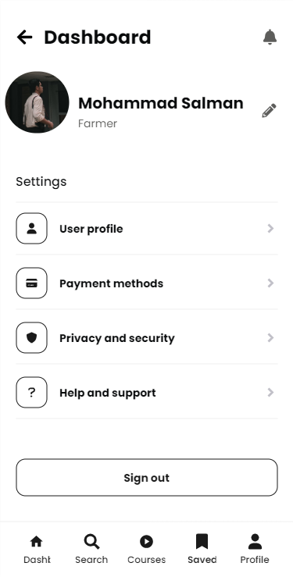 Dashboard
Mohammad Salman
Farmer
Settings
User profile
Payment methods
Privacy and security
?
Help and support
Sign out
Dasht
Search
Courses
Saved
Profile